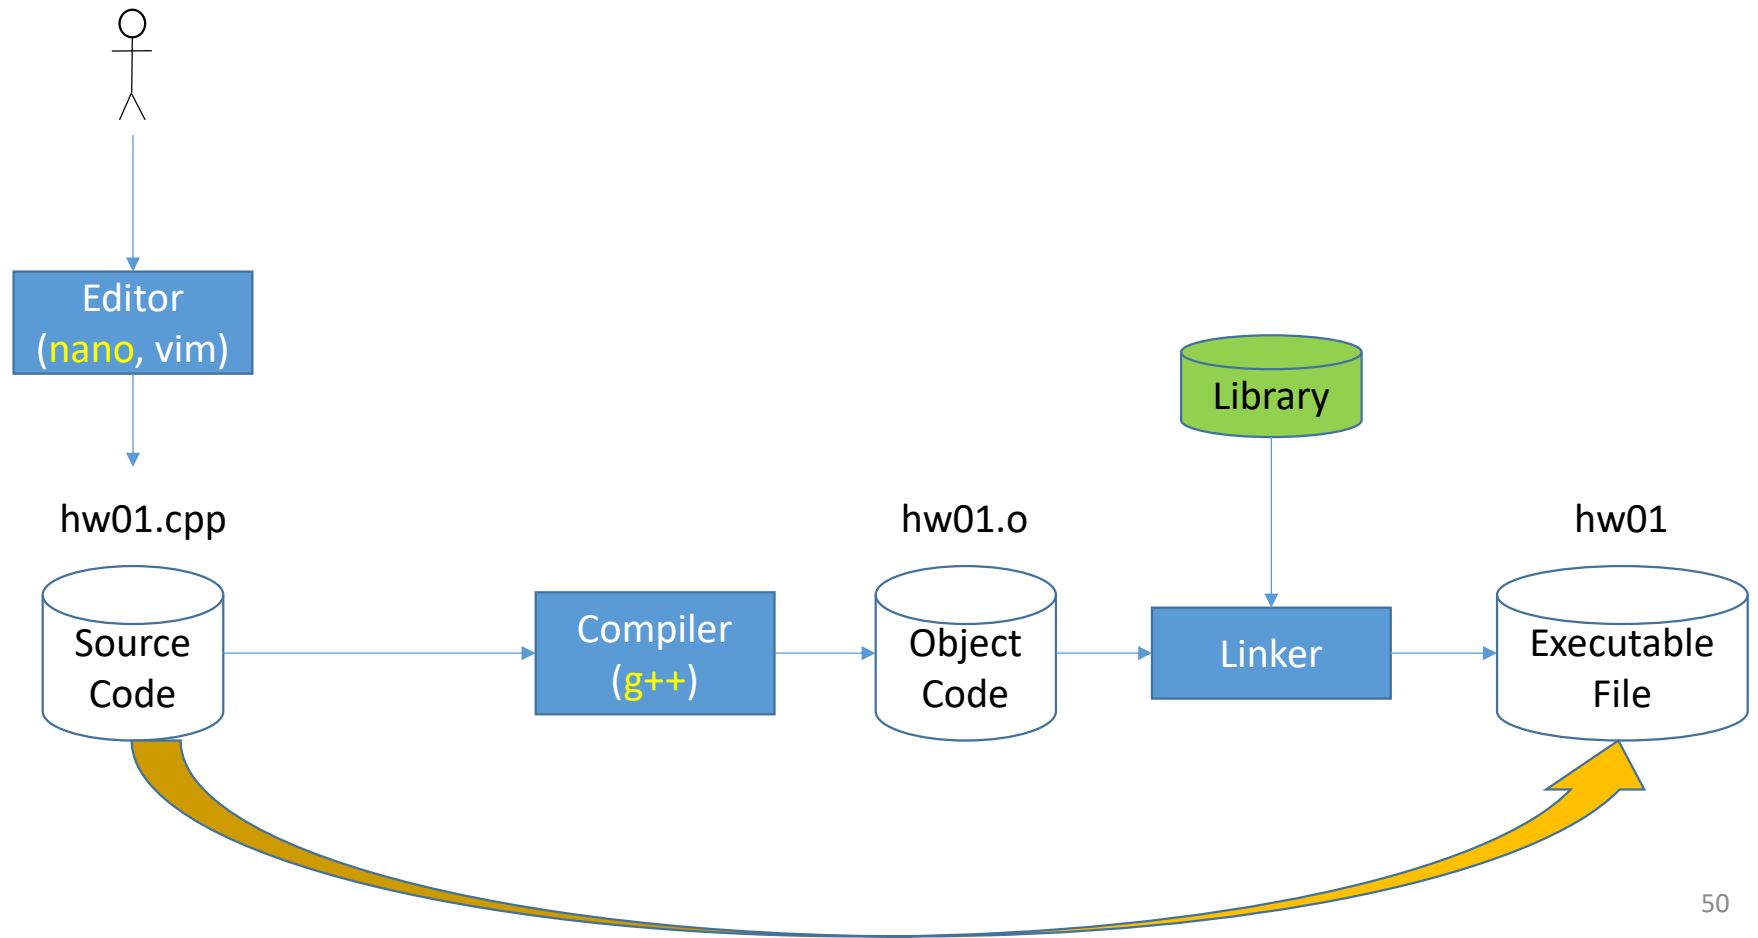 Editor
(nano, vim)
Library
hw01.cpp
hw01.o
hw01
Source
Code
Compiler
(g++)
Object
Code
Linker
Executable
File
50